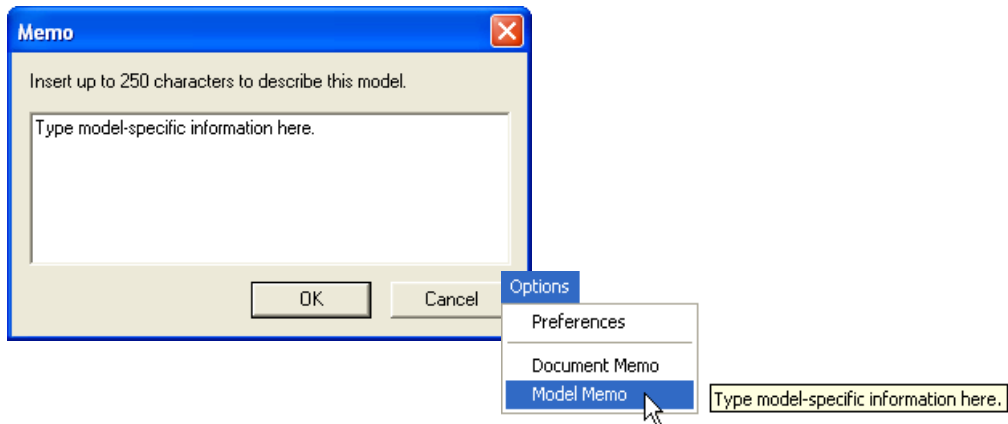 Memo
Insert up to 250 characters to describe this model.
Type model-specific information here.
OK
Cancel
Options
Preferences
Document Memo
Model Memo
Type model-specific information here.